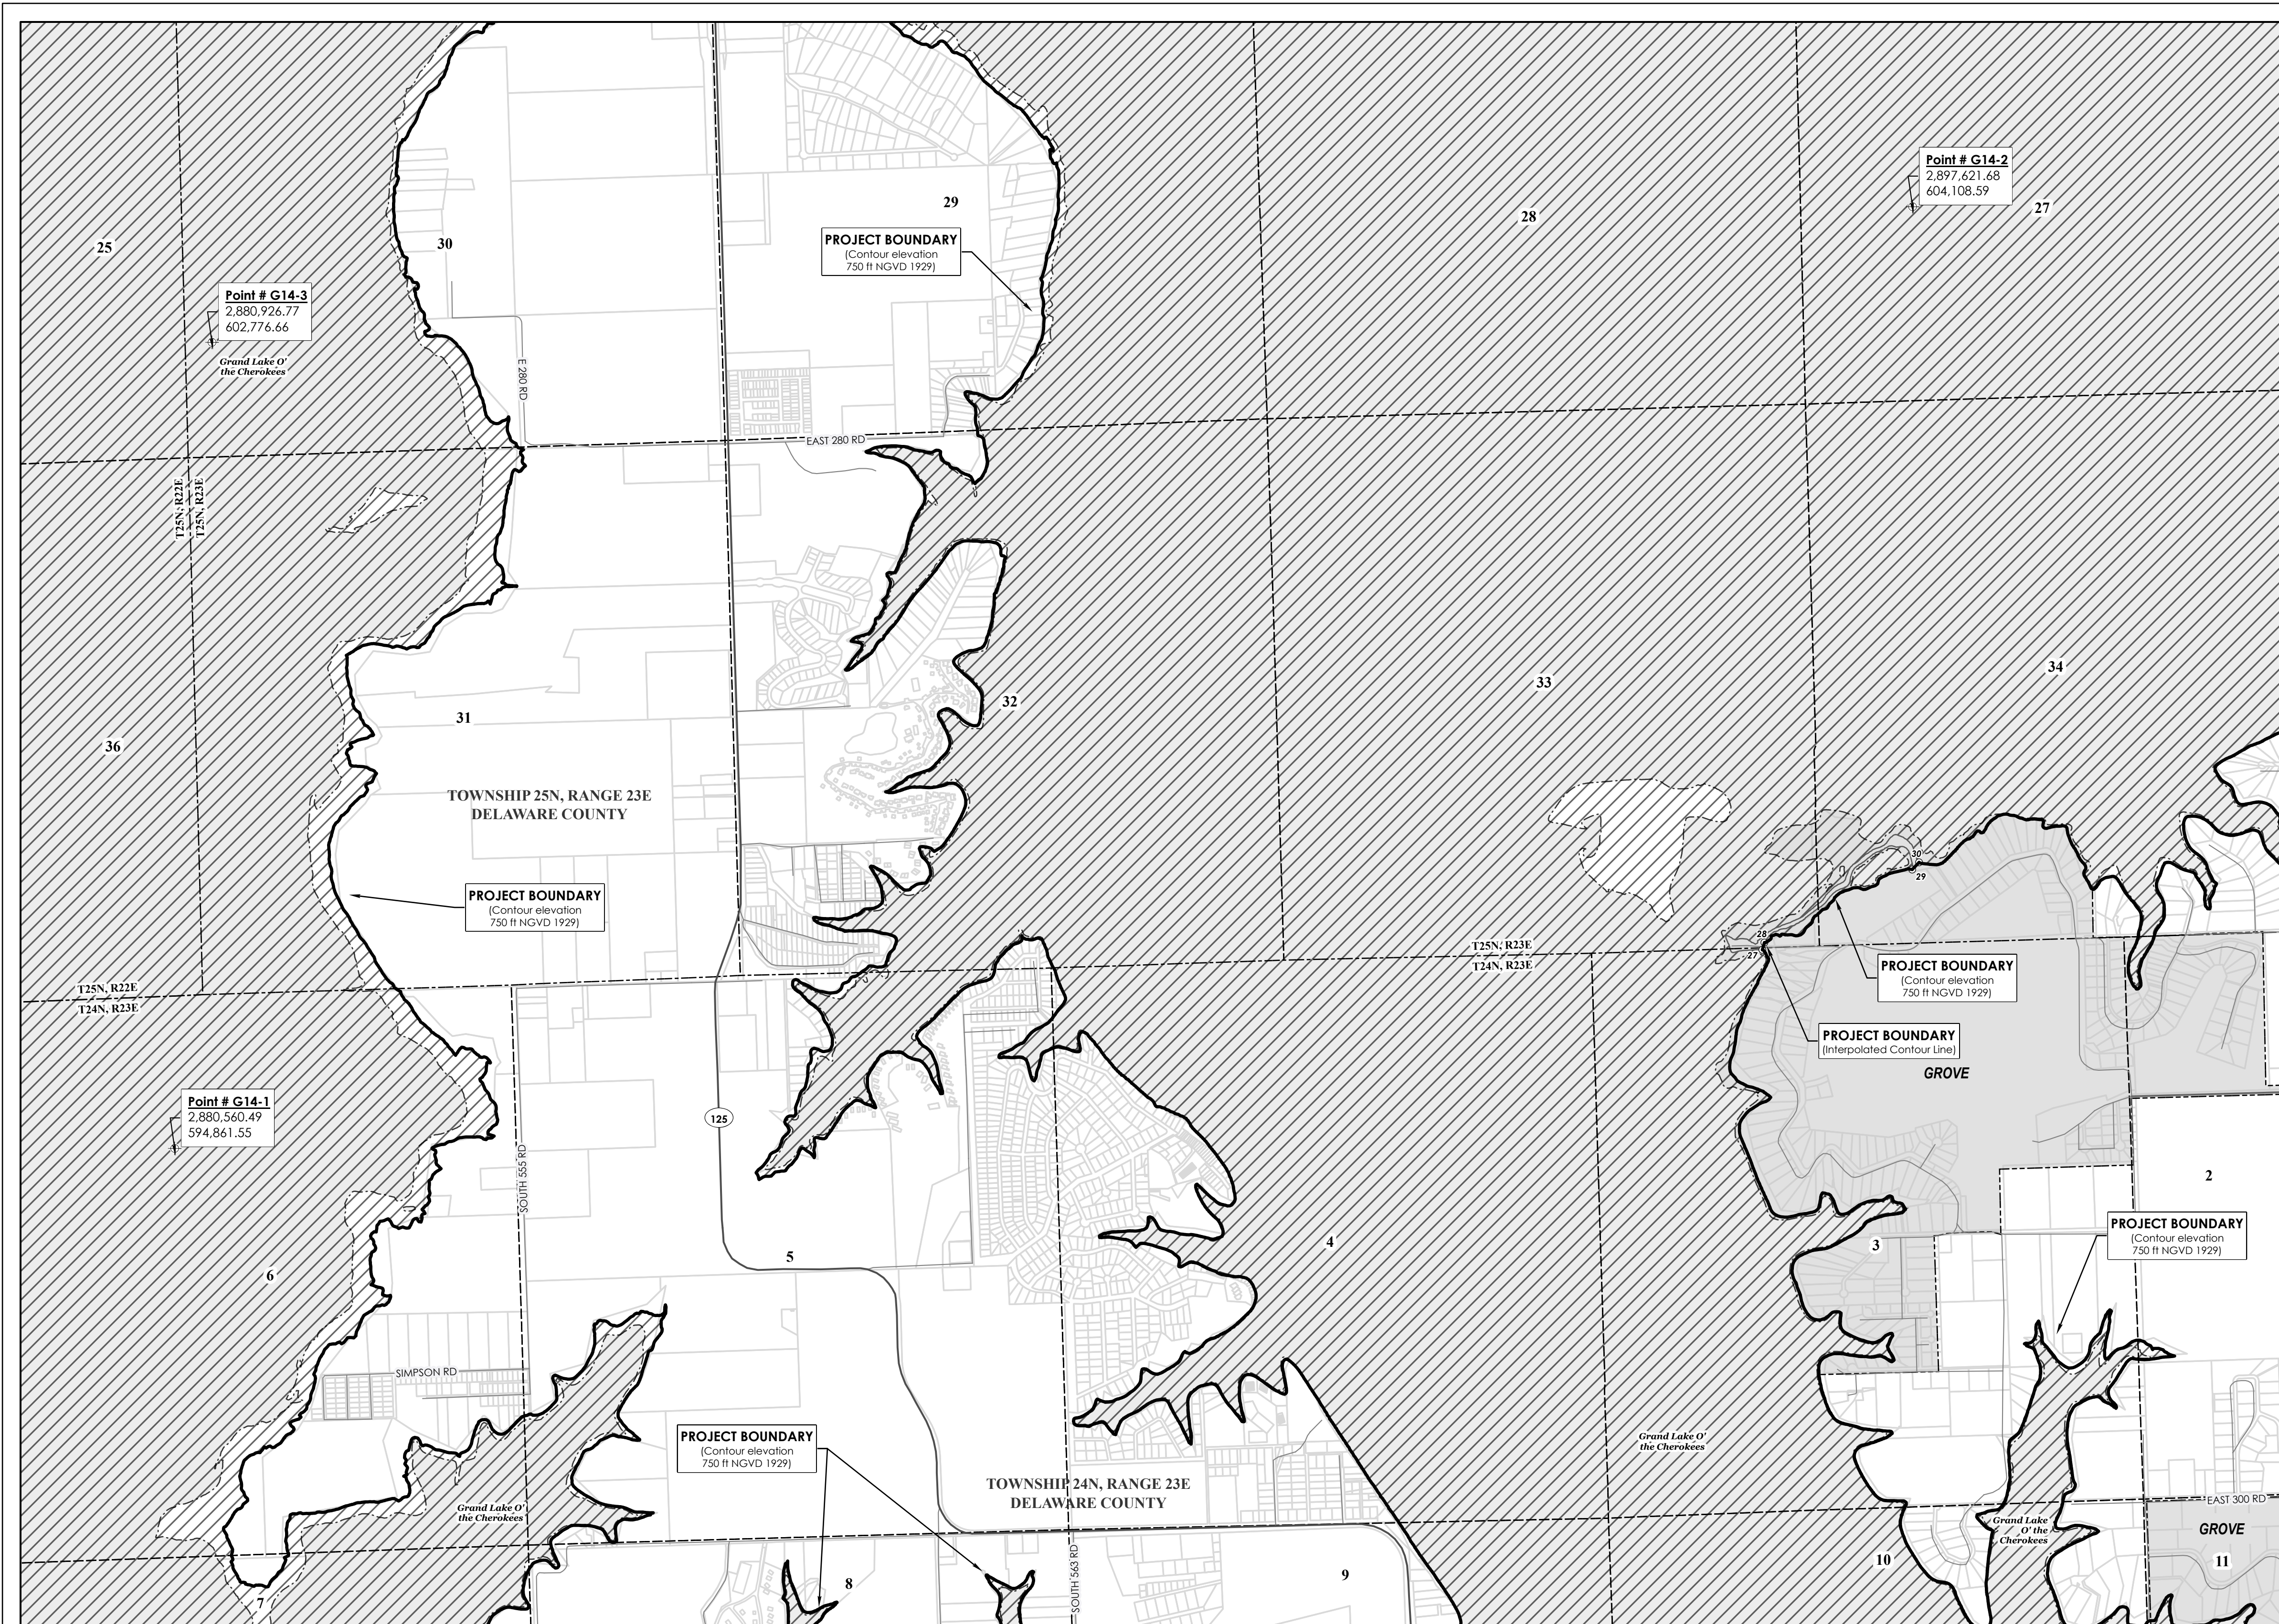 Point # G14-2
2,897,621.68
604,108.59
29
27
28
PROJECT BOUNDARY
(Contour elevation
750 ft NGVD 1929)
25
30
Point # G14-3
2,880,926.77
602,776.66
Grand Lake O'
the Cherokees
E 280 RD
EAST 280 RD
T25N, R22E
T25N, R23E
34
33
32
31
36
TOWNSHIP 25N, RANGE 23E
DELAWARE COUNTY
30
29
PROJECT BOUNDARY
(Contour elevation
750 ft NGVD 1929)
28
27
T25N, R23E
T24N, R23E
PROJECT BOUNDARY
(Contour elevation
750 ft NGVD 1929)
T25N, R22E
T24N, R23E
PROJECT BOUNDARY
(Interpolated Contour Line)
GROVE
Point # G14-1
2,880,560.49
594,861.55
125
SOUTH 555 RD
2
PROJECT BOUNDARY
(Contour elevation
750 ft NGVD 1929)
3
4
5
6
SIMPSON RD
PROJECT BOUNDARY
(Contour elevation
750 ft NGVD 1929)
Grand Lake O'
the Cherokees
TOWNSHIP 24N, RANGE 23E
DELAWARE COUNTY
Grand Lake O'
the Cherokees
EAST 300 RD
Grand Lake
O' the
Cherokees
GROVE
SOUTH 563 RD
10
11
9
8
7